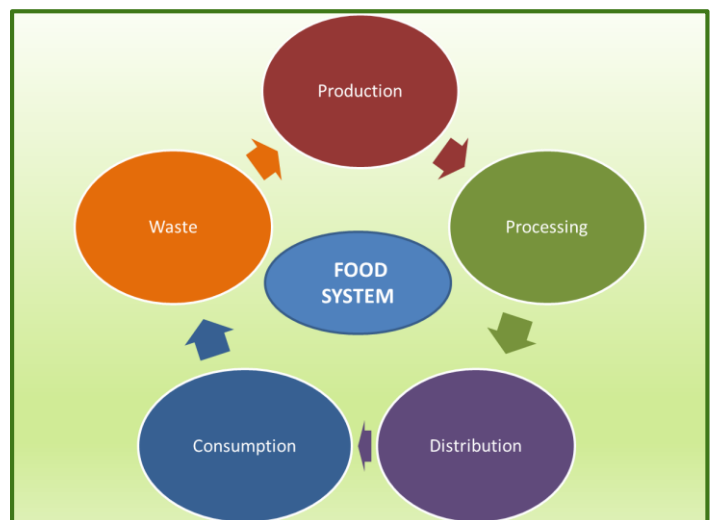 Production
Processing
Distribution
Consumption
Waste
FOOD
SYSTEM